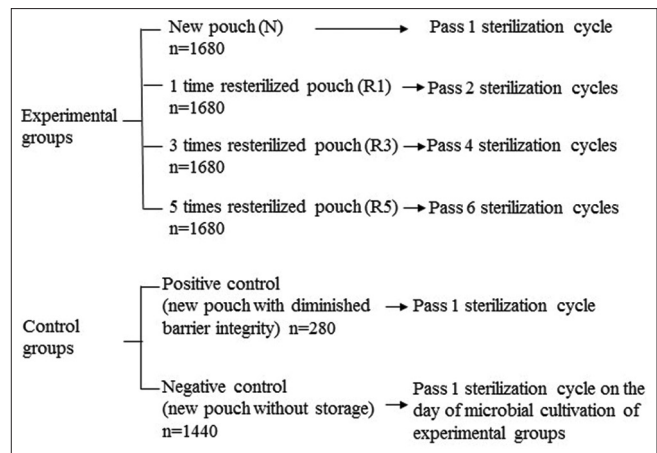 New pouch (N) Pass 1 sterilization cycle
n=1680
1 time resterilized pouch (R1) Pass 2 sterilization cycles
n=1680
Experimental
groups
3 times resterilized pouch (R3) Pass 4 sterilization cycles
n=1680
5 times resterilized pouch (R5) Pass 6 sterilization cycles
n=1680
Control
groups
Positive control
(new pouch with diminished Pass 1 sterilization cycle
barrier integrity) n=280
Negative control
(new pouch without storage)
n=1440
Pass 1 sterilization cycle on the
day of microbial cultivation of
experimental groups